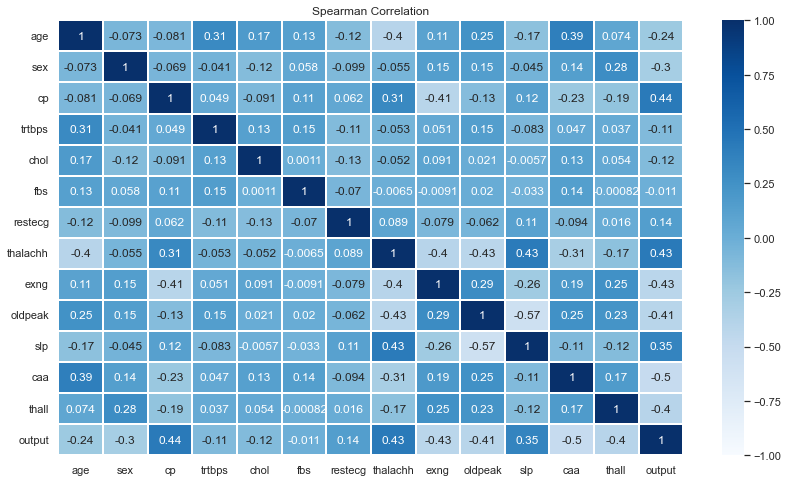 Spearman Correlation
age 1 -0.073 -0.081 0.31 0.17 0.13 -0.12 -0.4 0.11 0.25 -0.17 0.39 0.074 -0.24
sex -0.073 1 -0.069 -0.041 -0.12 0.058 -0.099 -0.055 0.15 0.15 -0.045 0.14 0.28 -0.3
cp -0.081 -0.069 1 0.049 -0.091 0.11 0.062 0.31 -0.41 -0.13 0.12 -0.23 -0.19 0.44
trtbps 0.31 -0.041 0.049 1 0.13 0.15 -0.11 -0.053 0.051 0.15 -0.083 0.047 0.037 -0.11
chol 0.17 -0.12 -0.091 0.13 1 0.0011 -0.13 -0.052 0.091 0.021 -0.0057 0.13 0.054 -0.12
fbs 0.13 0.058 0.11 0.15 0.0011 1 -0.07 -0.0065 -0.0091 0.02 -0.033 0.14 -0.00082 -0.011
restecg -0.12 -0.099 0.062 -0.11 -0.13 -0.07 1 0.089 -0.079 -0.062 0.11 -0.094 0.016 0.14
thalachh -0.4 -0.055 0.31 -0.053 -0.052 -0.0065 0.089 1 -0.4 -0.43 0.43 -0.31 -0.17 0.43
exng 0.11 0.15 -0.41 0.051 0.091 -0.0091 -0.079 -0.4 1 0.29 -0.26 0.19 0.25 -0.43
oldpeak 0.25 0.15 -0.13 0.15 0.021 0.02 -0.062 -0.43 0.29 1 -0.57 0.25 0.23 -0.41
slp -0.17 -0.045 0.12 -0.083 -0.0057 -0.033 0.11 0.43 -0.26 -0.57 1 -0.11 -0.12 0.35
caa 0.39 0.14 -0.23 0.047 0.13 0.14 -0.094 -0.31 0.19 0.25 -0.11 1 0.17 -0.5
thall 0.074 0.28 -0.19 0.037 0.054 -0.00082 0.016 -0.17 0.25 0.23 -0.12 0.17 1 -0.4
output -0.24 -0.3 0.44 -0.11 -0.12 -0.011 0.14 0.43 -0.43 -0.41 0.35 -0.5 -0.4 1
age sex cp trtbps chol fbs restecg thalachh exng oldpeak slp caa thall output
1.00
0.75
0.50
0.25
0.00
−0.25
−0.50
−0.75
−1.00